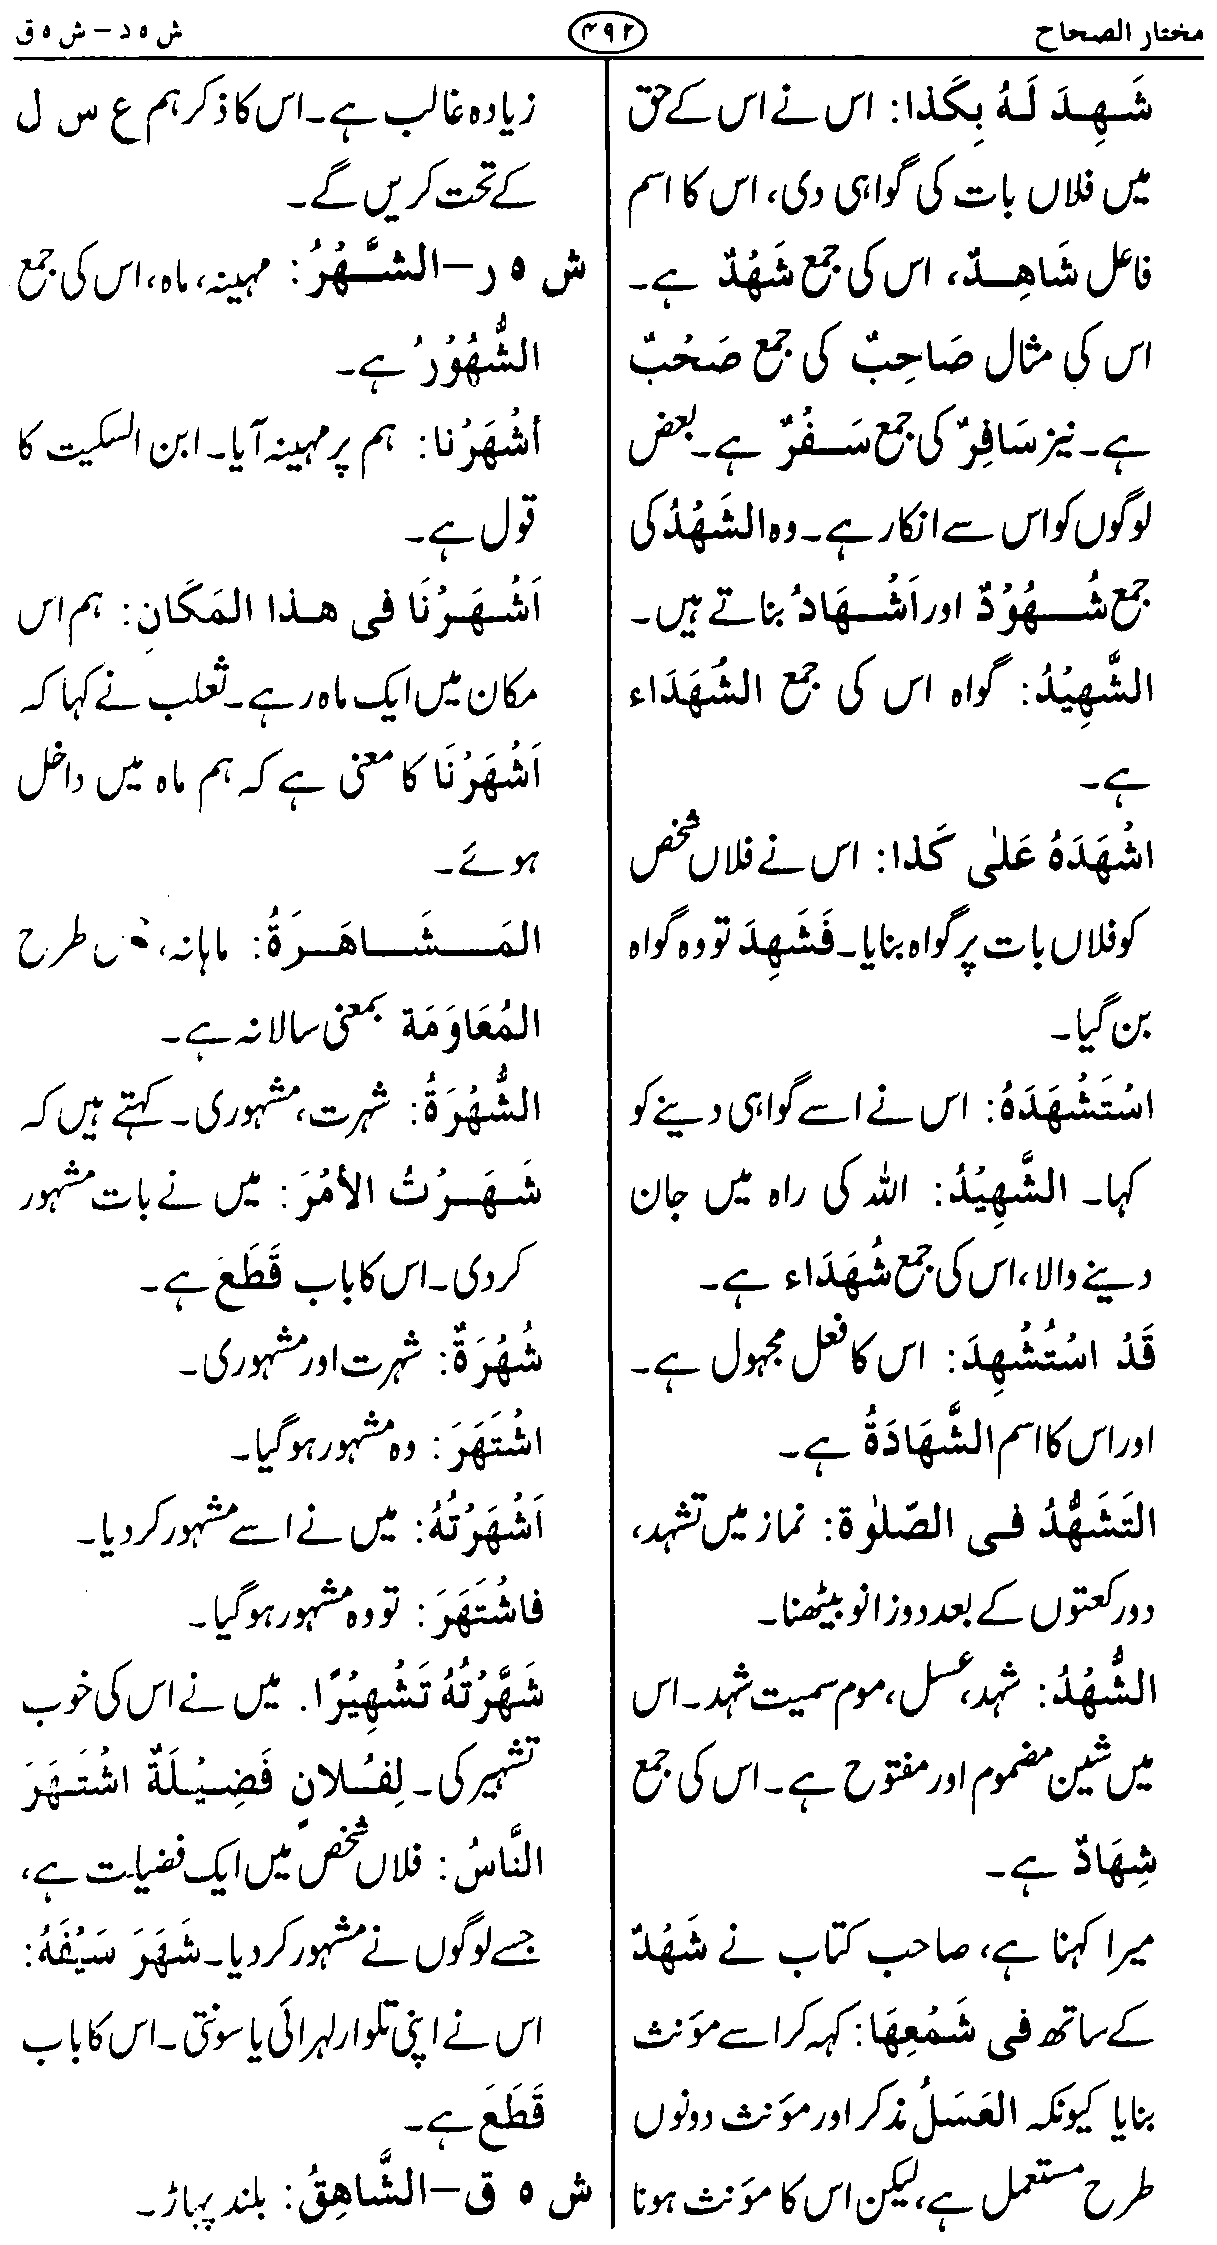 مختار الصحاح
۴۹۲
ش ه د – ش ه ق
شَهِدَ لَهُ بِكَذا: اس نے اس کے حق
میں فلاں بات کی گواہی دی، اس کا اسم
فاعل شَاهِدٌ، اس کی جمع شَهْدٌ ہے۔
اس کی مثال صَاحِبٌ کی جمع صَحْبٌ
ہے۔ نیز سَافِرٌ کی جمع سَفْرٌ ہے۔ بعض
لوگوں کو اس سے انکار ہے۔ وہ الشَّهْدُ کی
جمع شُهُوْدٌ اور اَشْهَادٌ بناتے ہیں۔
الشَّهِيْدُ: گواہ اس کی جمع الشُهَدَاء
ہے۔
اشْهَدَهُ عَلٰى كَذا: اس نے فلاں شخص
کو فلاں بات پر گواہ بنایا۔ فَشَهِدَ تو وہ گواہ
بن گیا۔
اسْتَشْهَدَهُ: اس نے اسے گواہی دینے کو
کہا۔ الشَّهِيْدُ: اللہ کی راہ میں جان
دینے والا، اس کی جمع شُهَدَاء ہے۔
قَدْ اسْتُشْهِدَ: اس کا فعل مجہول ہے۔
اور اس کا اسم الشَّهَادَةُ ہے۔
التَشَهُّدُ فى الصّلٰوة: نماز میں تشہد،
دو رکعتوں کے بعد دوزانو بیٹھنا۔
الشُّهْدُ: شہد، عسل، موم سمیت شہد۔ اس
میں شین مضموم اور مفتوح ہے۔ اس کی جمع
شِهَادٌ ہے۔
میرا کہنا ہے، صاحب کتاب نے شَهْدٌ
کے ساتھ فى شَمْعِهَا: کہہ کر اسے مؤنث
بنایا کیونکہ العَسَلُ مذکر اور مؤنث دونوں
طرح مستعمل ہے، لیکن اس کا مؤنث ہونا
زیادہ غالب ہے۔ اس کا ذکر ہم ع س ل
کے تحت کریں گے۔
ش ه ر – الشَّهْرُ: مہینہ، ماہ، اس کی جمع
الشُّهُوْرُ ہے۔
أشْهَرْنا: ہم پر مہینہ آیا۔ ابن السکیت کا
قول ہے۔
اَشْهَرْنَا فى هذا المَكَانِ: ہم اس
مکان میں ایک ماہ رہے۔ ثعلب نے کہا کہ
اَشْهَرْنَا کا معنی ہے کہ ہم ماہ میں داخل
ہوئے۔
المَشَاهَرَةُ: ماہانہ، طرح
المُعَاوَمَة بمعنی سالانہ ہے۔
الشُّهْرَةُ: شہرت، مشہوری۔ کہتے ہیں کہ
شَهَرْتُ الأمْرَ: میں نے بات مشہور
کردی۔ اس کا باب قَطَعَ ہے۔
شُهْرَةٌ: شہرت اور مشہوری۔
اشْتَهَرَ: وہ مشہور ہو گیا۔
اَشْهَرْتُهُ: میں نے اسے مشہور کر دیا۔
فاشْتَهَرَ: تو وہ مشہور ہو گیا۔
شَهَّرْتُهُ تَشْهِيْرًا. میں نے اس کی خوب
تشہیر کی۔ لِفُلانٍ فَضِيْلَةٌ اشْتَهَرَ
النَّاسُ: فلاں شخص میں ایک فضیلت ہے،
جسے لوگوں نے مشہور کر دیا۔ شَهَرَ سَيْفَهُ:
اس نے اپنی تلوار لہرائی یا سونتی۔ اس کا باب
قَطَعَ ہے۔
ش ه ق – الشَّاهِقُ: بلند پہاڑ۔